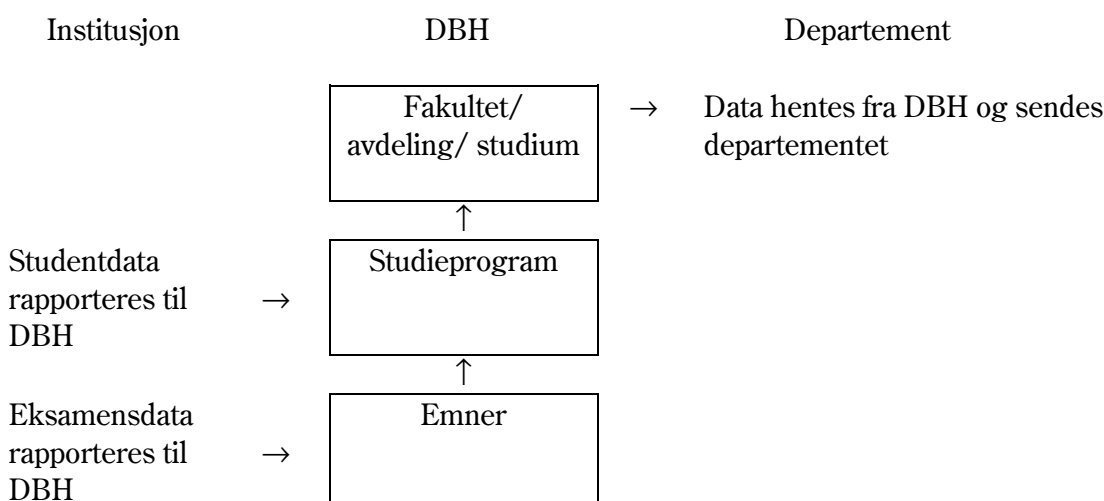 Institusjon DBH Departement
Fakultet/ → Data hentes fra DBH og sendes
avdeling/ studium departementet
↑
Studentdata Studieprogram
rapporteres til →
DBH
↑
Eksamensdata Emner
rapporteres til →
DBH